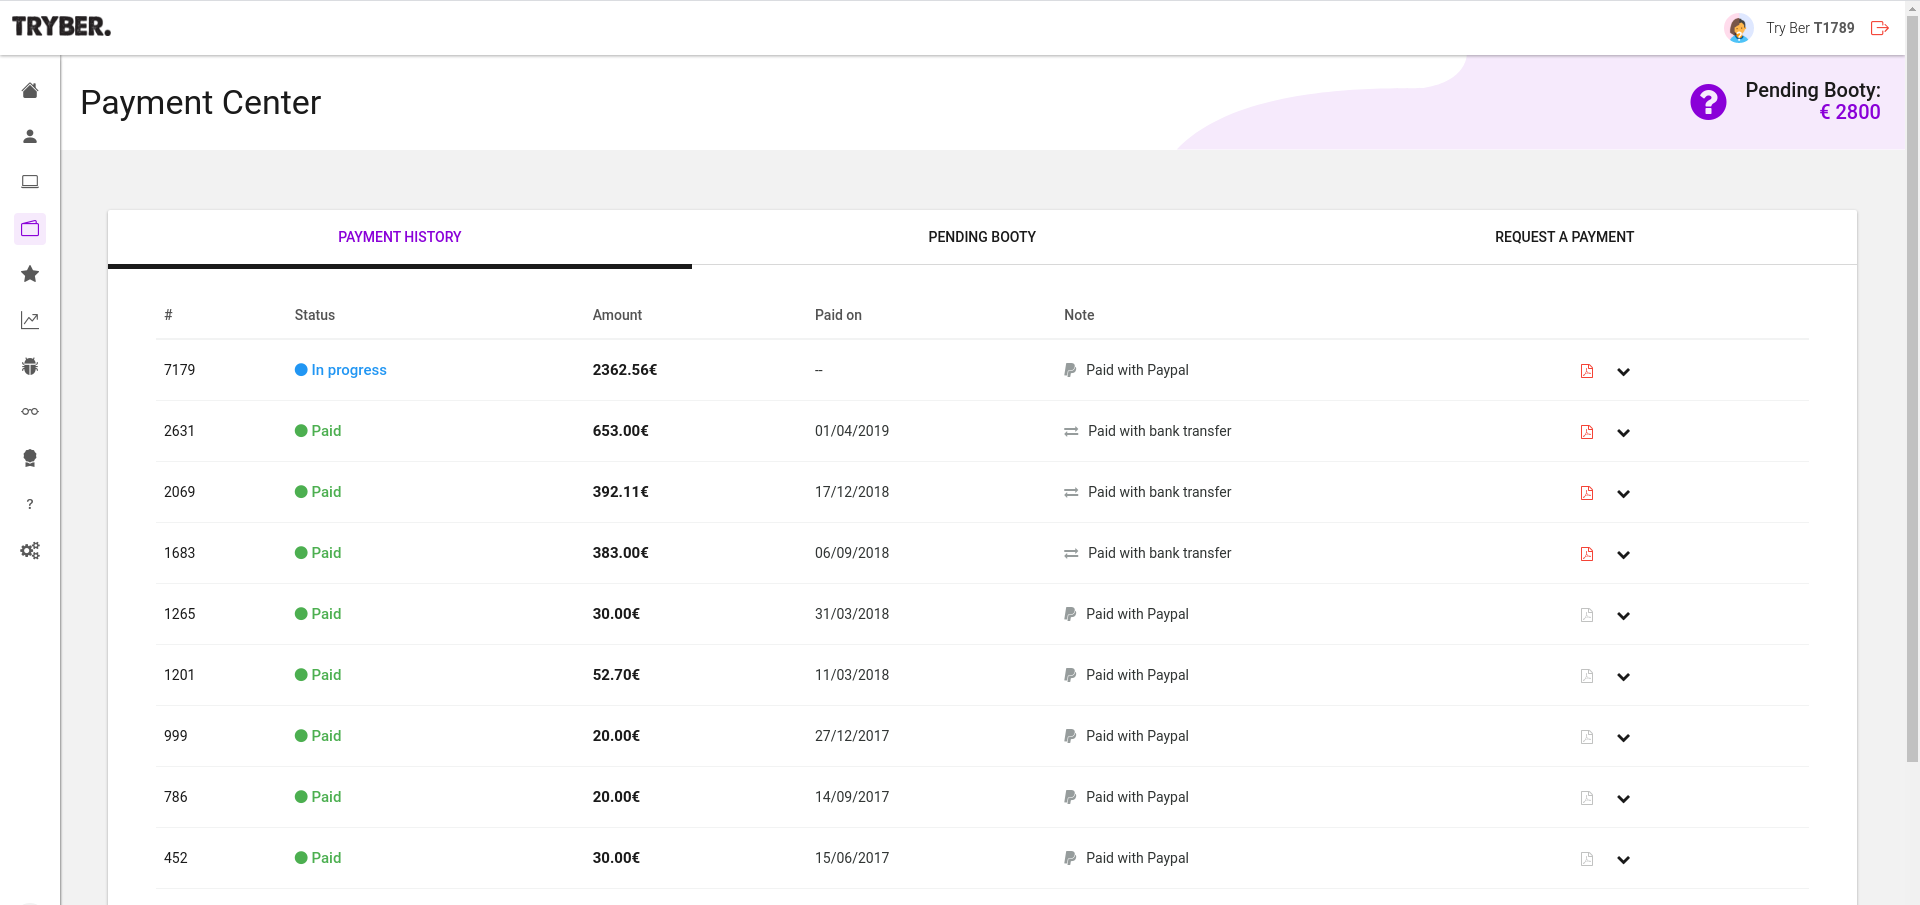 TRYBER.
Try Ber T1789
Payment Center
?
Pending Booty:
€ 2800
PAYMENT HISTORY PENDING BOOTY REQUEST A PAYMENT
# Status Amount Paid on Note
7179 In progress 2362.56€ -- Paid with Paypal
2631 Paid 653.00€ 01/04/2019 Paid with bank transfer
2069 Paid 392.11€ 17/12/2018 Paid with bank transfer
1683 Paid 383.00€ 06/09/2018 Paid with bank transfer
1265 Paid 30.00€ 31/03/2018 Paid with Paypal
1201 Paid 52.70€ 11/03/2018 Paid with Paypal
999 Paid 20.00€ 27/12/2017 Paid with Paypal
786 Paid 20.00€ 14/09/2017 Paid with Paypal
452 Paid 30.00€ 15/06/2017 Paid with Paypal
?